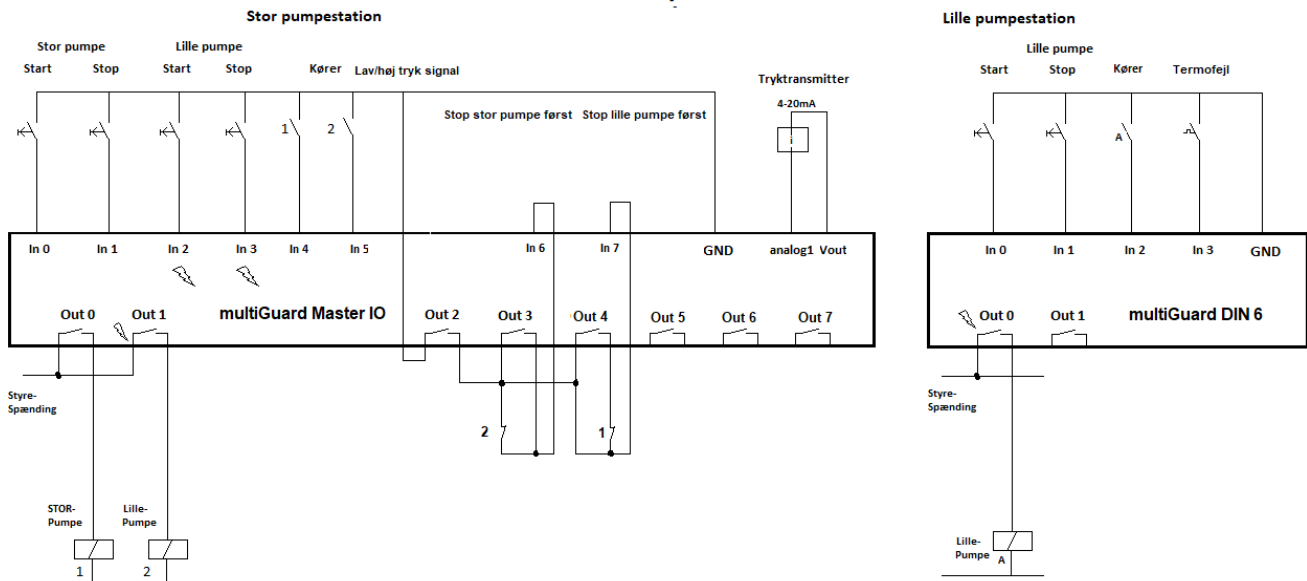 Stor pumpestation
Stor pumpe
Lille pumpe
Start
Stop
Start
Stop
Kører
Lav/høj tryk signal
Tryktransmitter
4-20mA
Stop stor pumpe først
Stop lille pumpe først
1
2
i
In 0
In 1
In 2
In 3
In 4
In 5
In 6
In 7
GND
analog1
Vout
Out 0
Out 1
multiGuard Master IO
Out 2
Out 3
Out 4
Out 5
Out 6
Out 7
Styre-
Spænding
2
1
STOR-
Pumpe
Lille-
Pumpe
1
2
Lille pumpestation
Lille pumpe
Start
Stop
Kører
Termofejl
A
In 0
In 1
In 2
In 3
GND
Out 0
Out 1
multiGuard DIN 6
Styre-
Spænding
Lille-
Pumpe
A